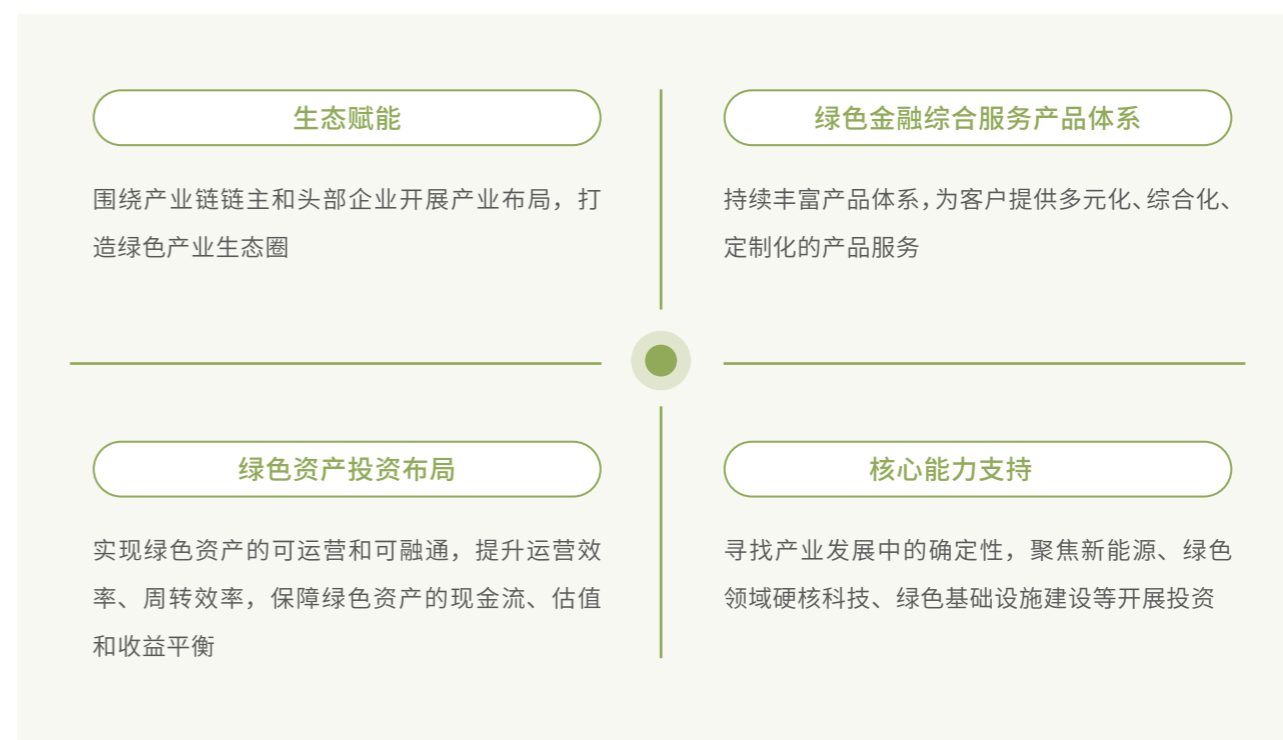 生态赋能
围绕产业链链主和头部企业开展产业布局，打
造绿色产业生态圈
绿色金融综合服务产品体系
持续丰富产品体系，为客户提供多元化、综合化、
定制化的产品服务
绿色资产投资布局
实现绿色资产的可运营和可融通，提升运营效
率、周转效率，保障绿色资产的现金流、估值
和收益平衡
核心能力支持
寻找产业发展中的确定性，聚焦新能源、绿色
领域硬核科技、绿色基础设施建设等开展投资